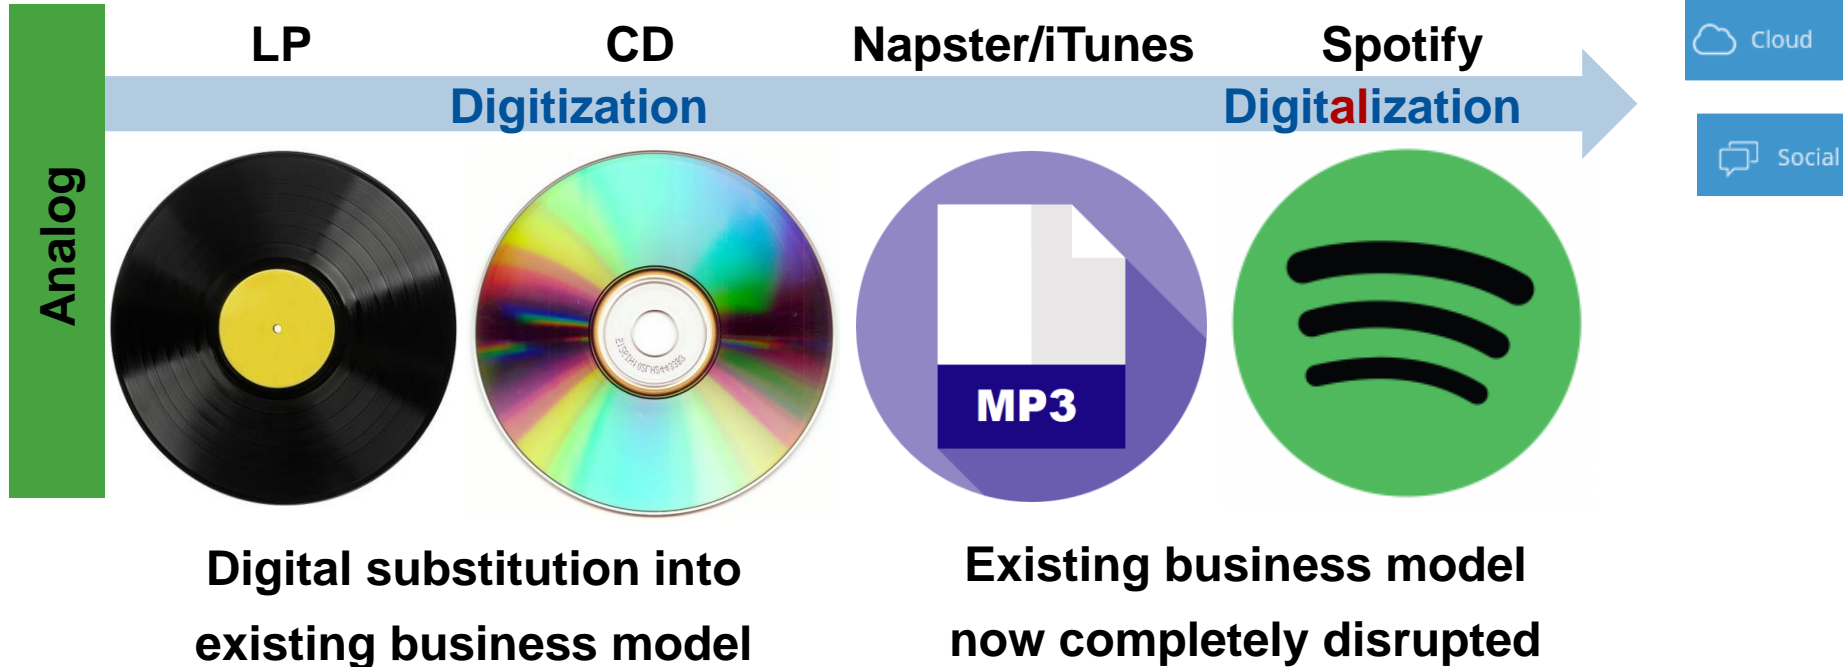 LP
CD
Napster/iTunes
Spotify
Cloud
Digitization
Digitalization
Social
Analog
MP3
Digital substitution into
existing business model
Existing business model
now completely disrupted